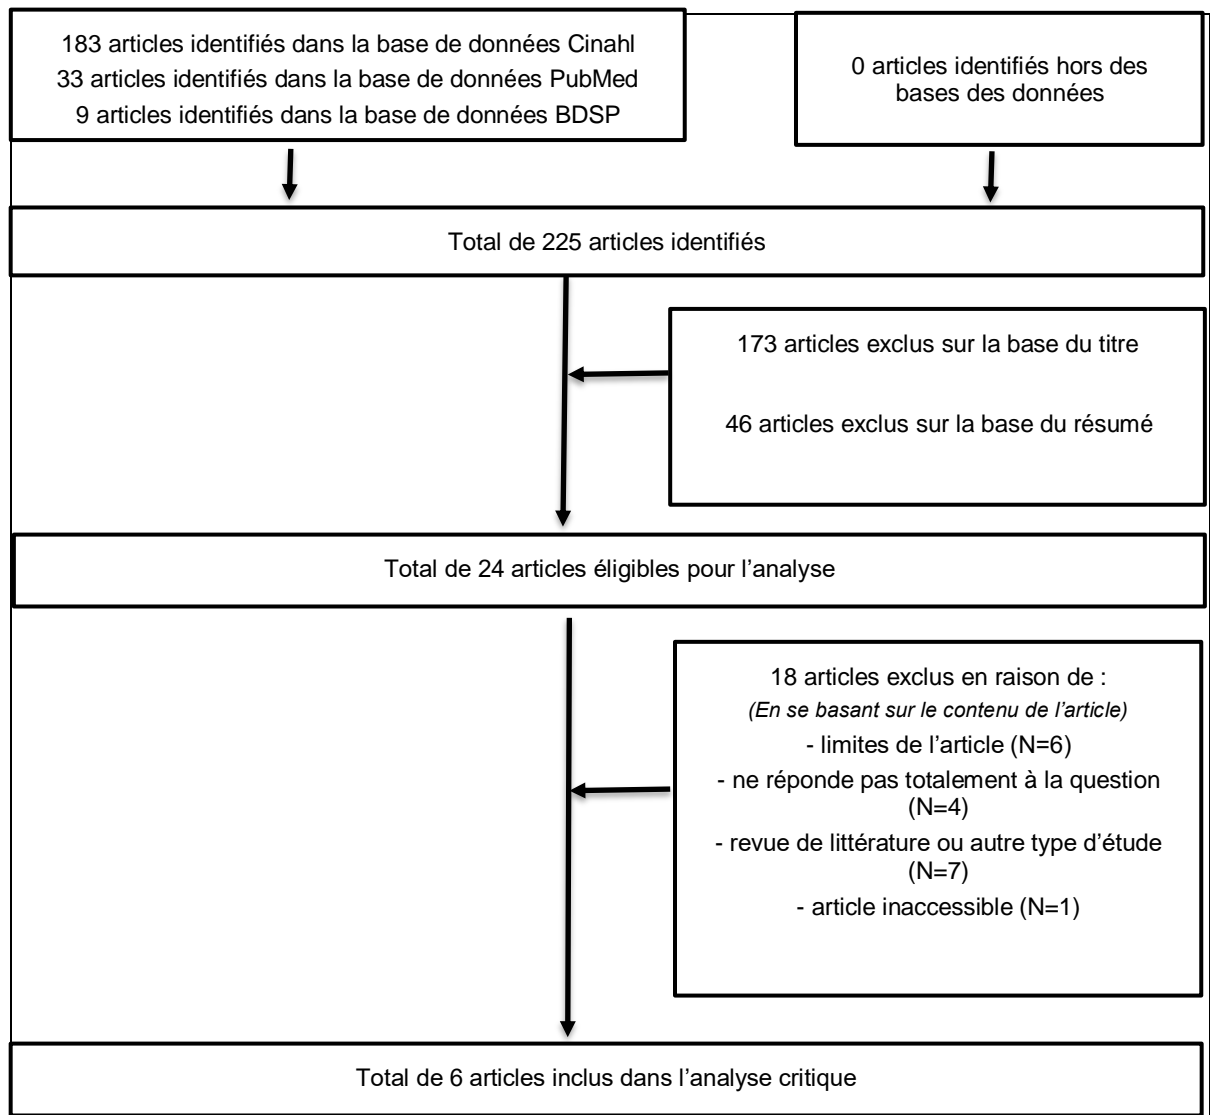 183 articles identifiés dans la base de données Cinahl
33 articles identifiés dans la base de données PubMed
9 articles identifiés dans la base de données BDSP
0 articles identifiés hors des
bases des données
Total de 225 articles identifiés
173 articles exclus sur la base du titre
46 articles exclus sur la base du résumé
Total de 24 articles éligibles pour l’analyse
18 articles exclus en raison de :
(En se basant sur le contenu de l’article)
- limites de l’article (N=6)
- ne réponde pas totalement à la question
(N=4)
- revue de littérature ou autre type d’étude
(N=7)
- article inaccessible (N=1)
Total de 6 articles inclus dans l’analyse critique